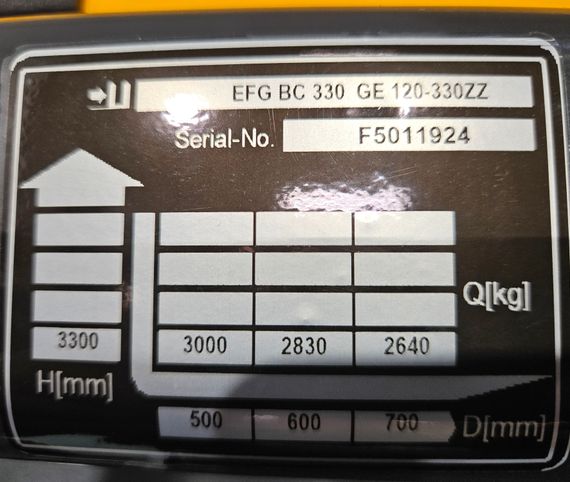 EFG BC 330 GE 120-330ZZ
Serial-No. F5011924
Q[kg]
3300 3000 2830 2640
H[mm]
500 600 700 D[mm]